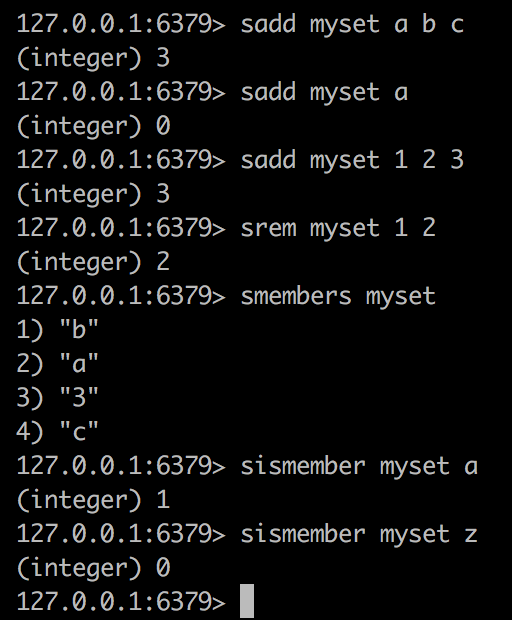 127.0.0.1:6379> sadd myset a b c
(integer) 3
127.0.0.1:6379> sadd myset a
(integer) 0
127.0.0.1:6379> sadd myset 1 2 3
(integer) 3
127.0.0.1:6379> srem myset 1 2
(integer) 2
127.0.0.1:6379> smembers myset
1) "b"
2) "a"
3) "3"
4) "c"
127.0.0.1:6379> sismember myset a
(integer) 1
127.0.0.1:6379> sismember myset z
(integer) 0
127.0.0.1:6379>